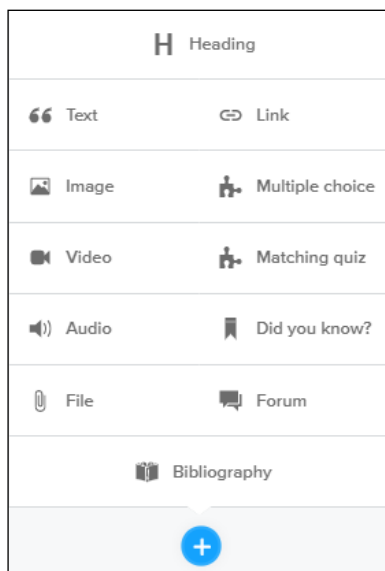 Heading
Text Link
Image Multiple choice
Video Matching quiz
Audio Did you know?
File Forum
Bibliography